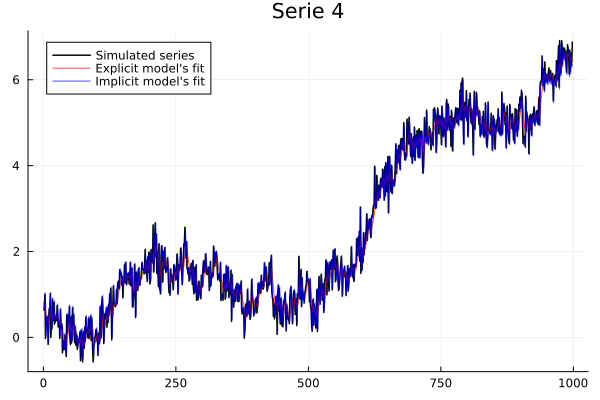 Serie 4
Simulated series
Explicit model's fit
Implicit model's fit
6
4
2
0
0 250 500 750 1000